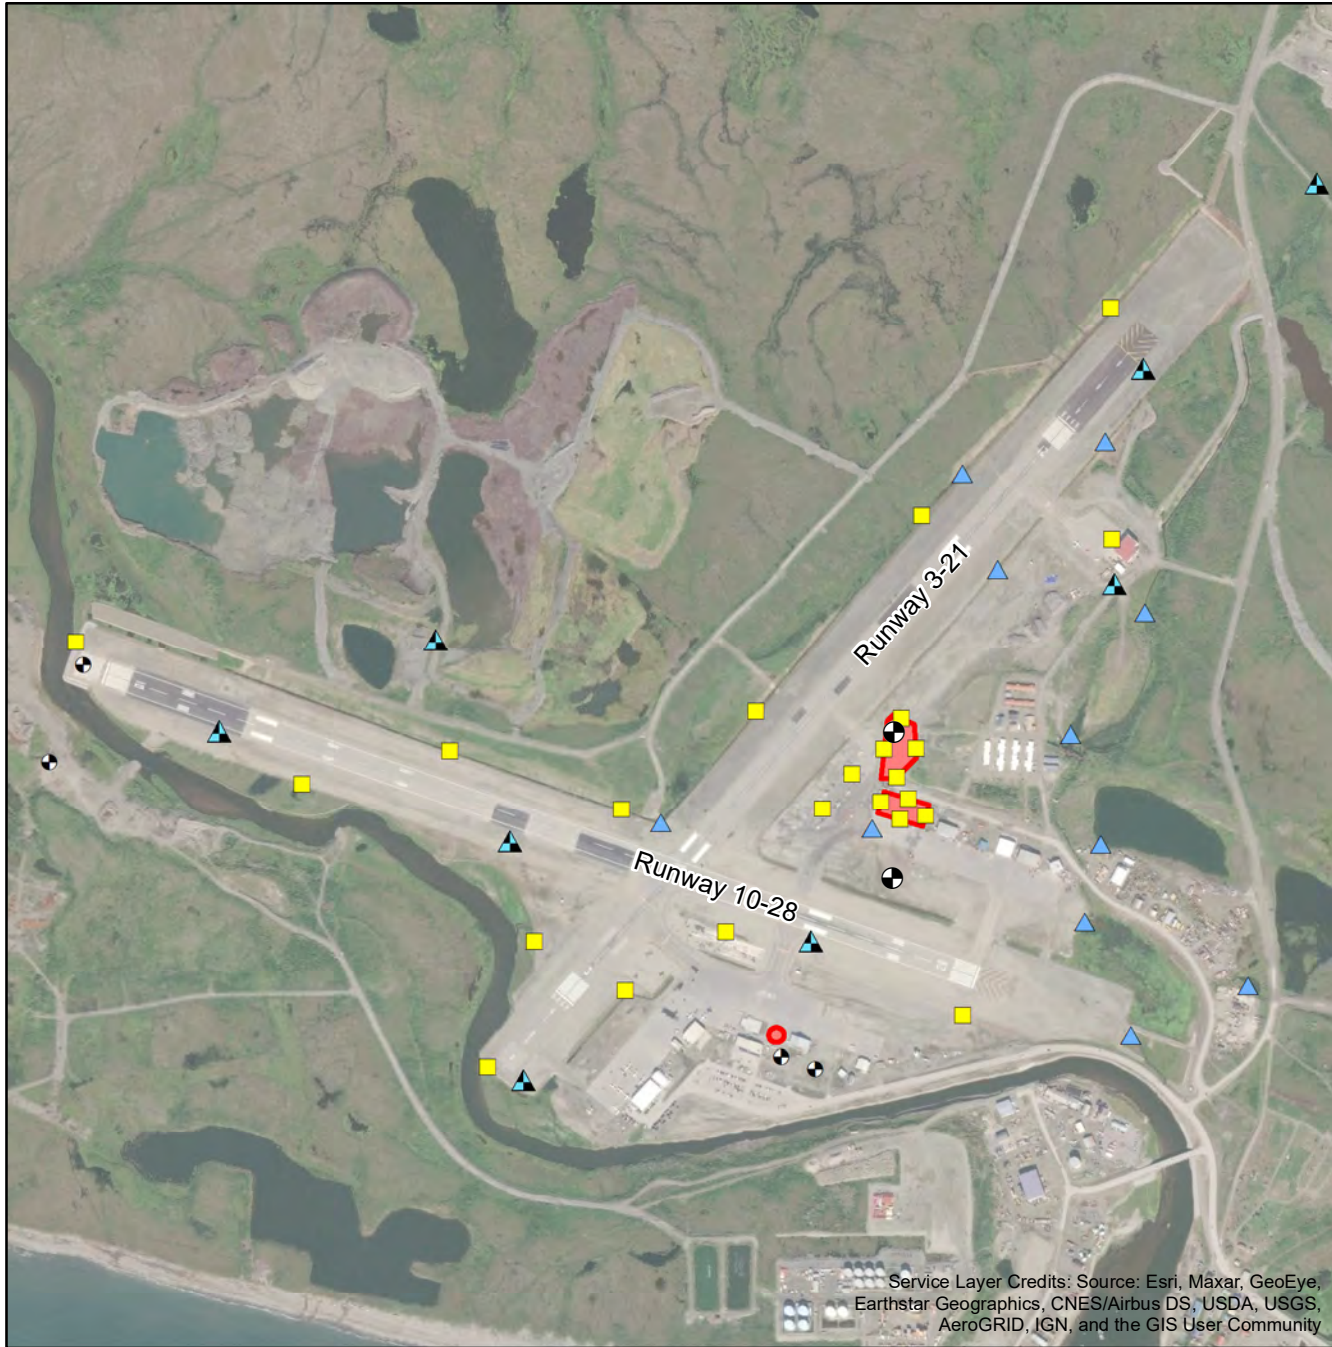 Runway 3-21
Runway 10-28
Service Layer Credits: Source: Esri, Maxar, GeoEye,
Earthstar Geographics, CNES/Airbus DS, USDA, USGS,
AeroGRID, IGN, and the GIS User Community